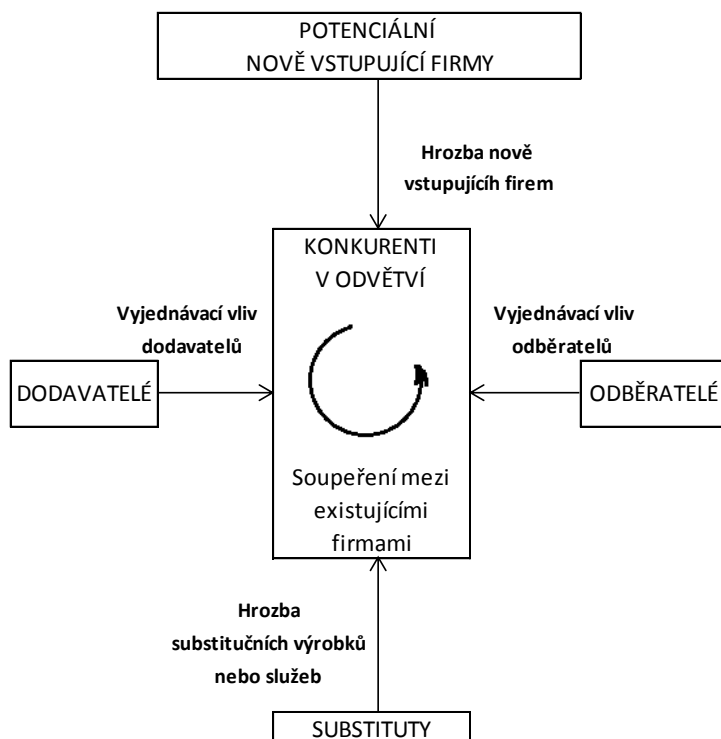 POTENCIÁLNÍ
NOVĚ VSTUPUJÍCÍ FIRMY
Hrozba nově
vstupujícíh firem
KONKURENTI
V ODVĚTVÍ
Vyjednávací vliv
dodavatelů
Vyjednávací vliv
odběratelů
DODAVATELÉ
ODBĚRATELÉ
Soupeření mezi
existujícími
firmami
Hrozba
substitučních výrobků
nebo služeb
SUBSTITUTY